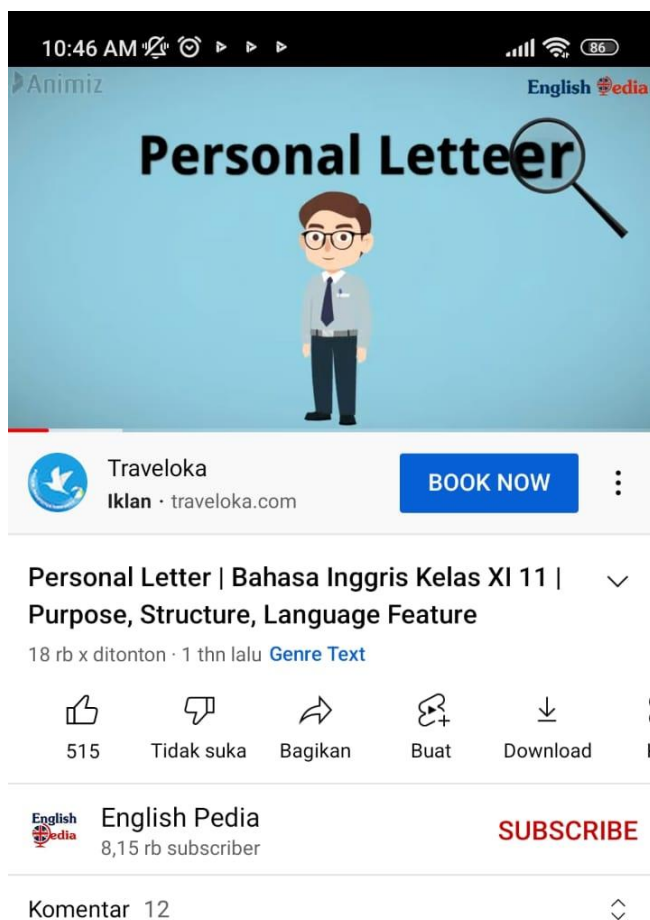 10:46 AM 86
Animiz English Pedia
Personal Letteer
Traveloka
Iklan · traveloka.com
BOOK NOW
Personal Letter | Bahasa Inggris Kelas XI 11 |
Purpose, Structure, Language Feature
18 rb x ditonton · 1 thn lalu Genre Text
515 Tidak suka Bagikan Buat Download
English Pedia
English Pedia
8,15 rb subscriber
SUBSCRIBE
Komentar 12